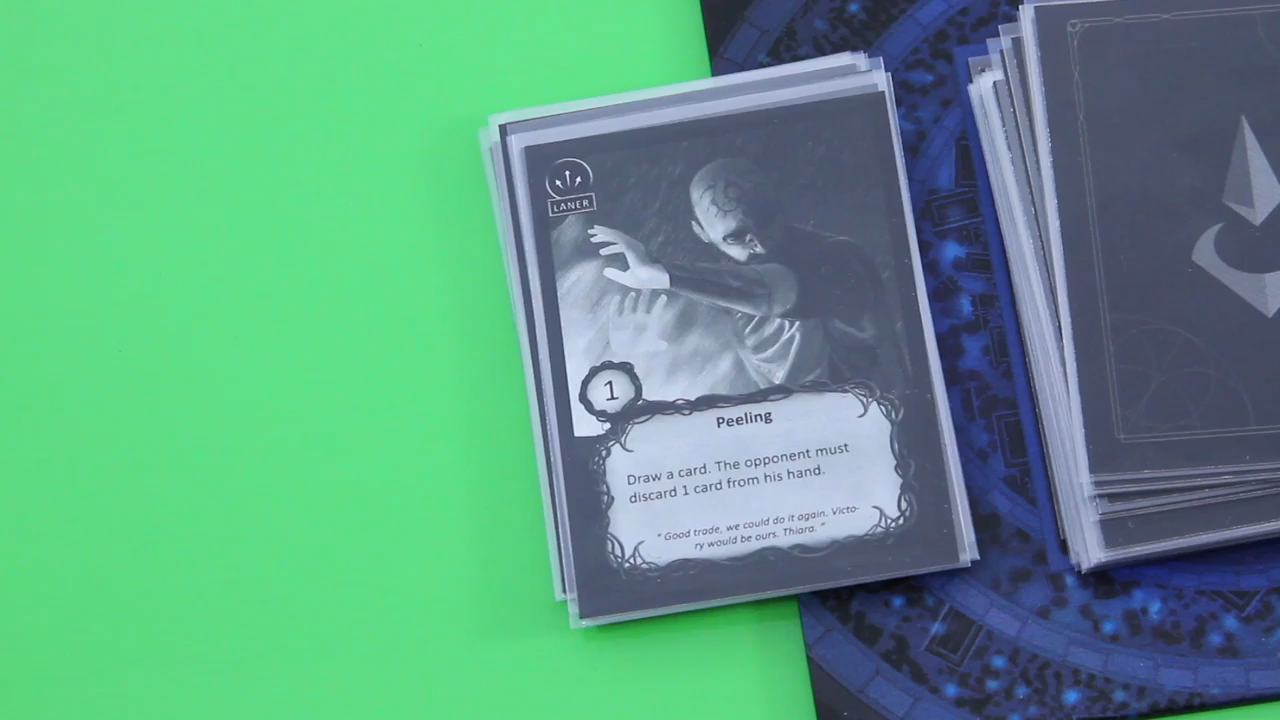 LANER
1
Peeling
Draw a card. The opponent must
discard 1 card from his hand.
" Good trade, we could do it again. Victo-
ry would be ours. Thiara. "